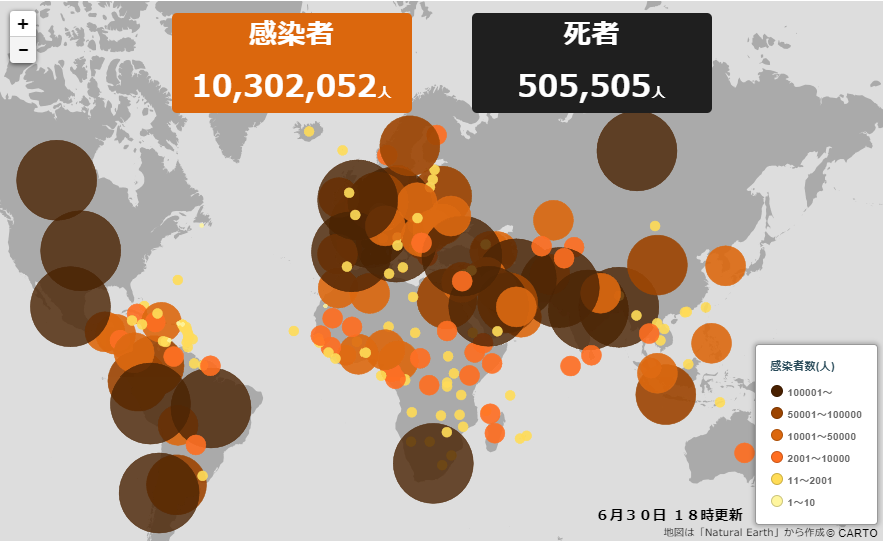 +
−
感染者
10,302,052人
死者
505,505人
感染者数(人)
100001～
50001～100000
10001～50000
2001～10000
11～2001
1～10
６月３０日 １８時更新
地図は「Natural Earth」から作成 © CARTO